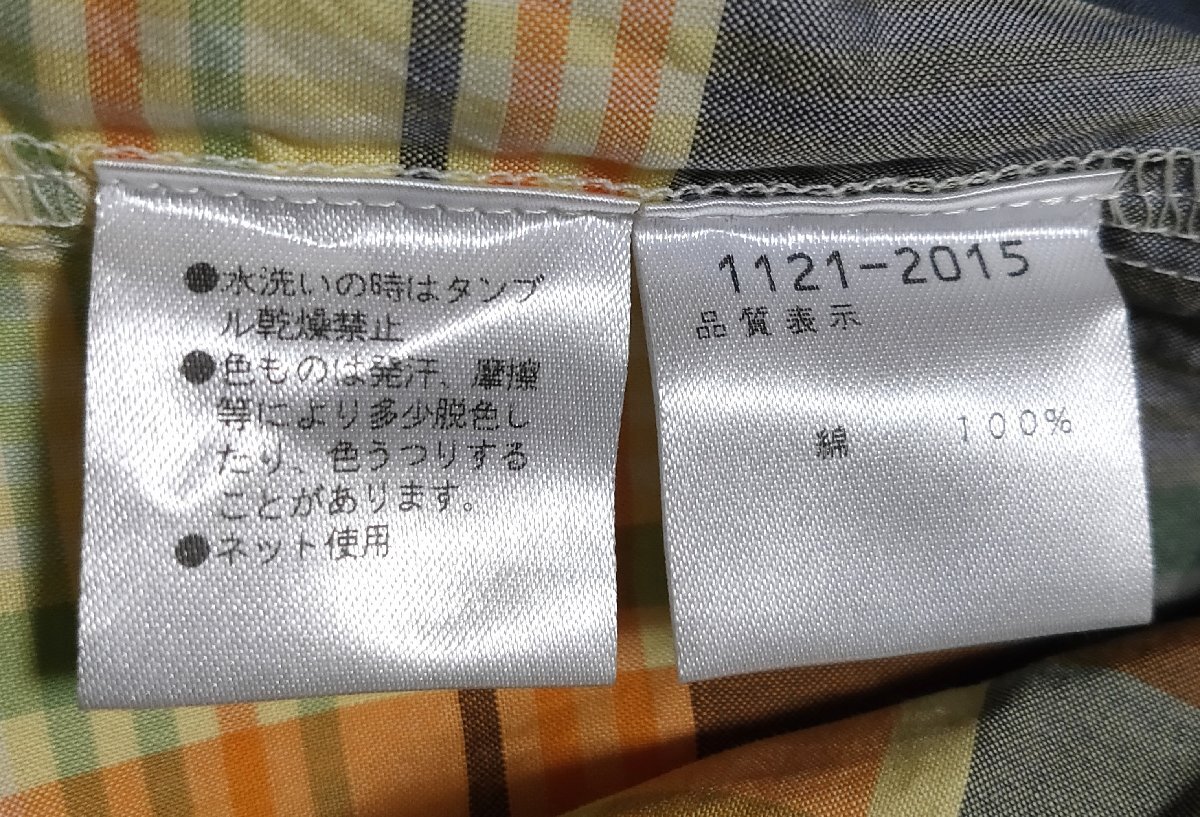 ●水洗いの時はタンブ
ル乾燥禁止
●色ものは発汗、摩擦
等により多少脱色し
たり、色うつりする
ことがあります。
●ネット使用
1121-2015
品質表示
綿 100%